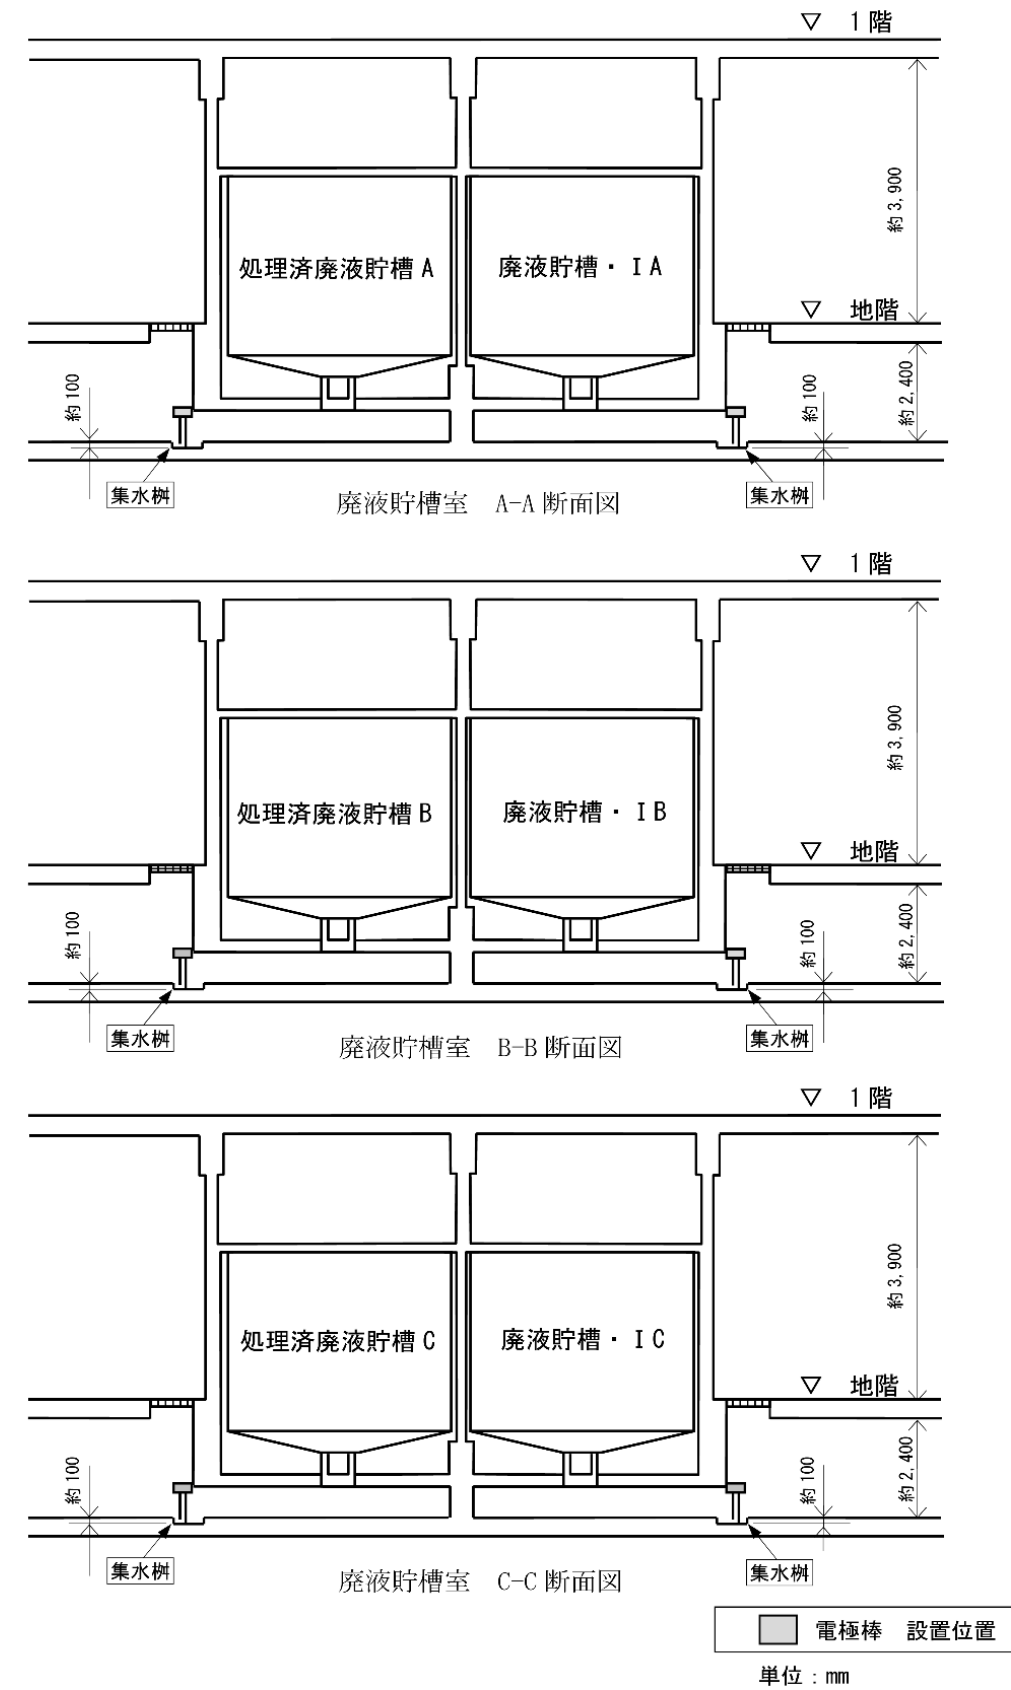 ▽ 1階
約3,900
処理済廃液貯槽A
廃液貯槽・IA
▽ 地階
約100
約100
約2,400
集水桝
集水桝
廃液貯槽室 A-A断面図
▽ 1階
約3,900
処理済廃液貯槽B
廃液貯槽・IB
▽ 地階
約100
約100
約2,400
集水桝
集水桝
廃液貯槽室 B-B断面図
▽ 1階
約3,900
処理済廃液貯槽C
廃液貯槽・IC
▽ 地階
約100
約100
約2,400
集水桝
集水桝
廃液貯槽室 C-C断面図
電極棒 設置位置
単位:mm